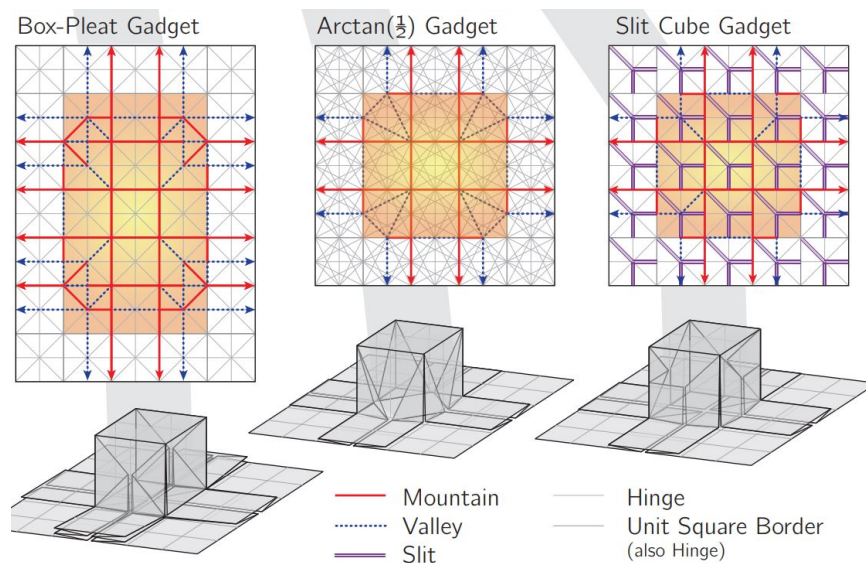 Box-Pleat Gadget
Arctan(½) Gadget
Slit Cube Gadget
Mountain
Valley
Slit
Hinge
Unit Square Border
(also Hinge)